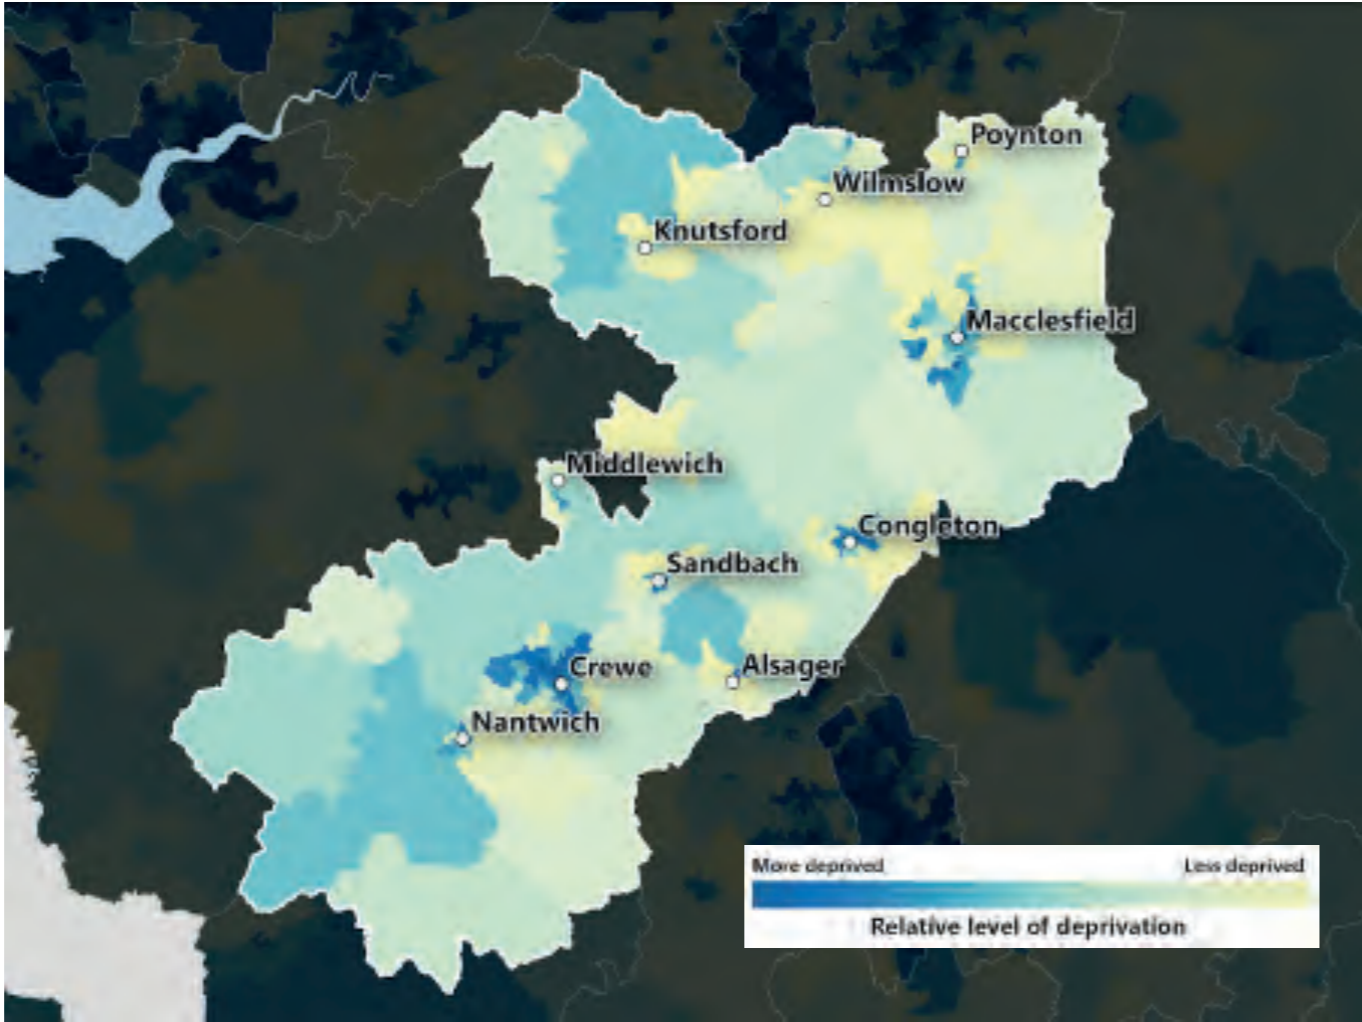 Poynton
Wilmslow
Knutsford
Macclesfield
Middlewich
Congleton
Sandbach
Crewe
Alsager
Nantwich
More deprived
Less deprived
Relative level of deprivation